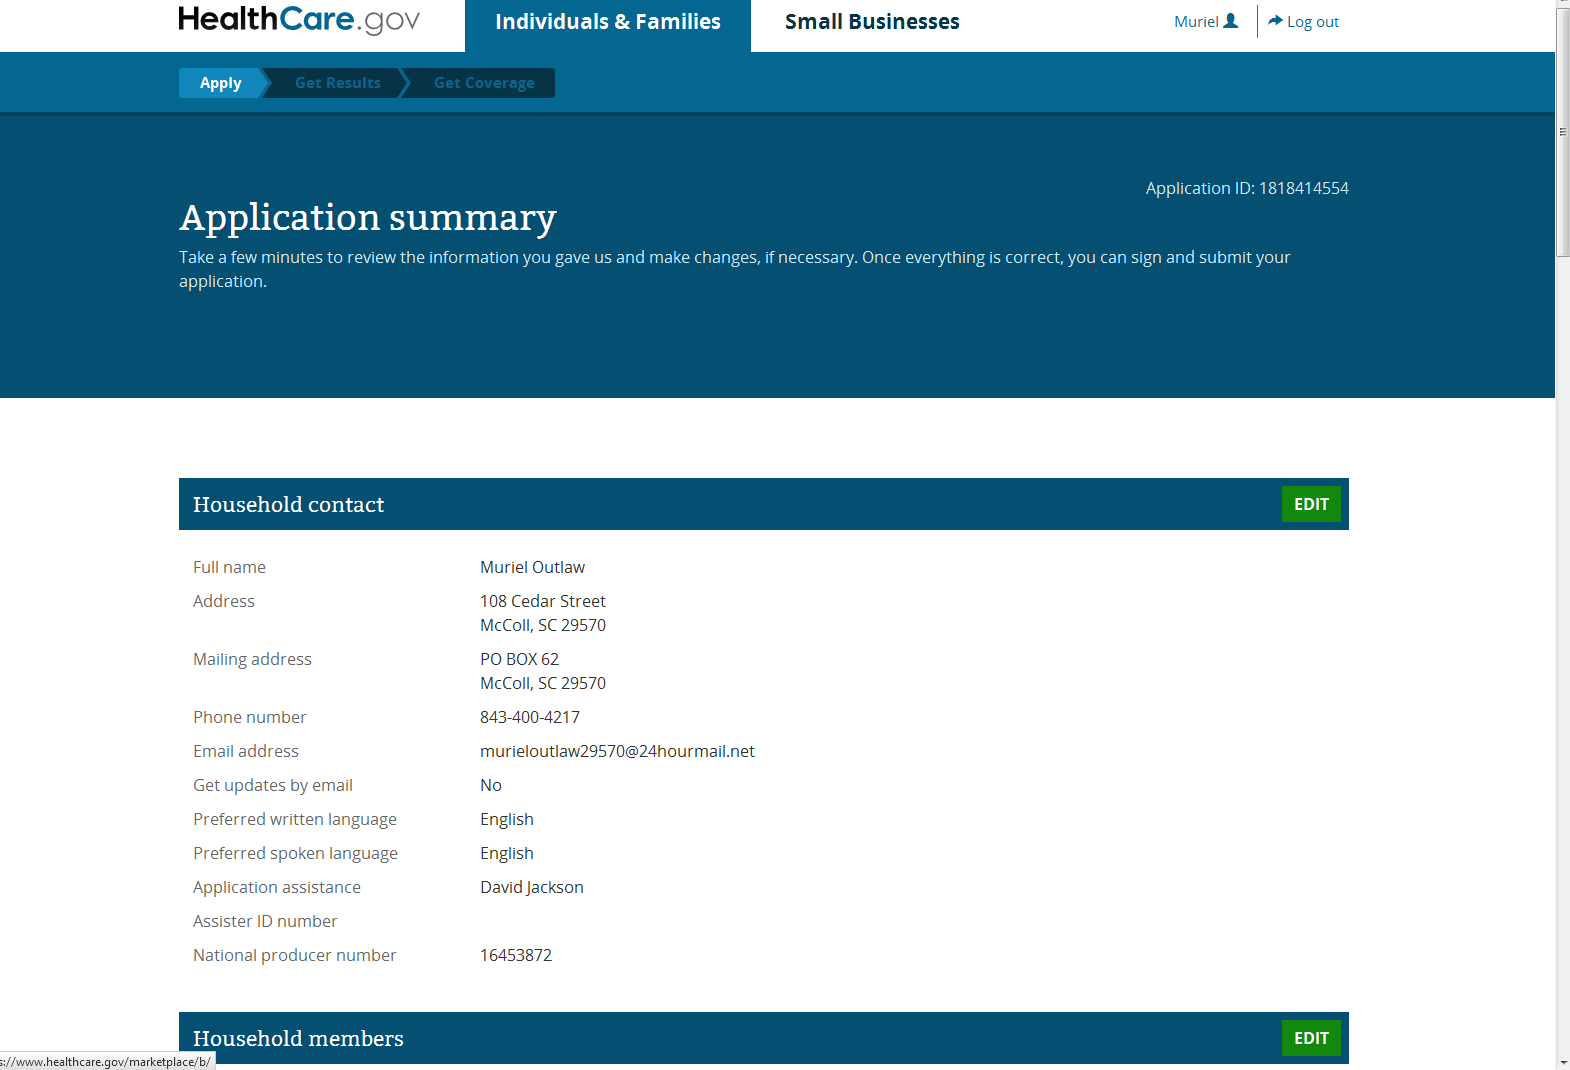 HealthCare.gov
Individuals & Families
Small Businesses
Muriel
Log out
Apply
Get Results
Get Coverage
Application ID: 1818414554
Application summary
Take a few minutes to review the information you gave us and make changes, if necessary. Once everything is correct, you can sign and submit your
application.
Household contact
EDIT
Full name
Muriel Outlaw
Address
108 Cedar Street
McColl, SC 29570
Mailing address
PO BOX 62
McColl, SC 29570
Phone number
843-400-4217
Email address
murieloutlaw29570@24hourmail.net
Get updates by email
No
Preferred written language
English
Preferred spoken language
English
Application assistance
David Jackson
Assister ID number
National producer number
16453872
Household members
EDIT
s://www.healthcare.gov/marketplace/b/